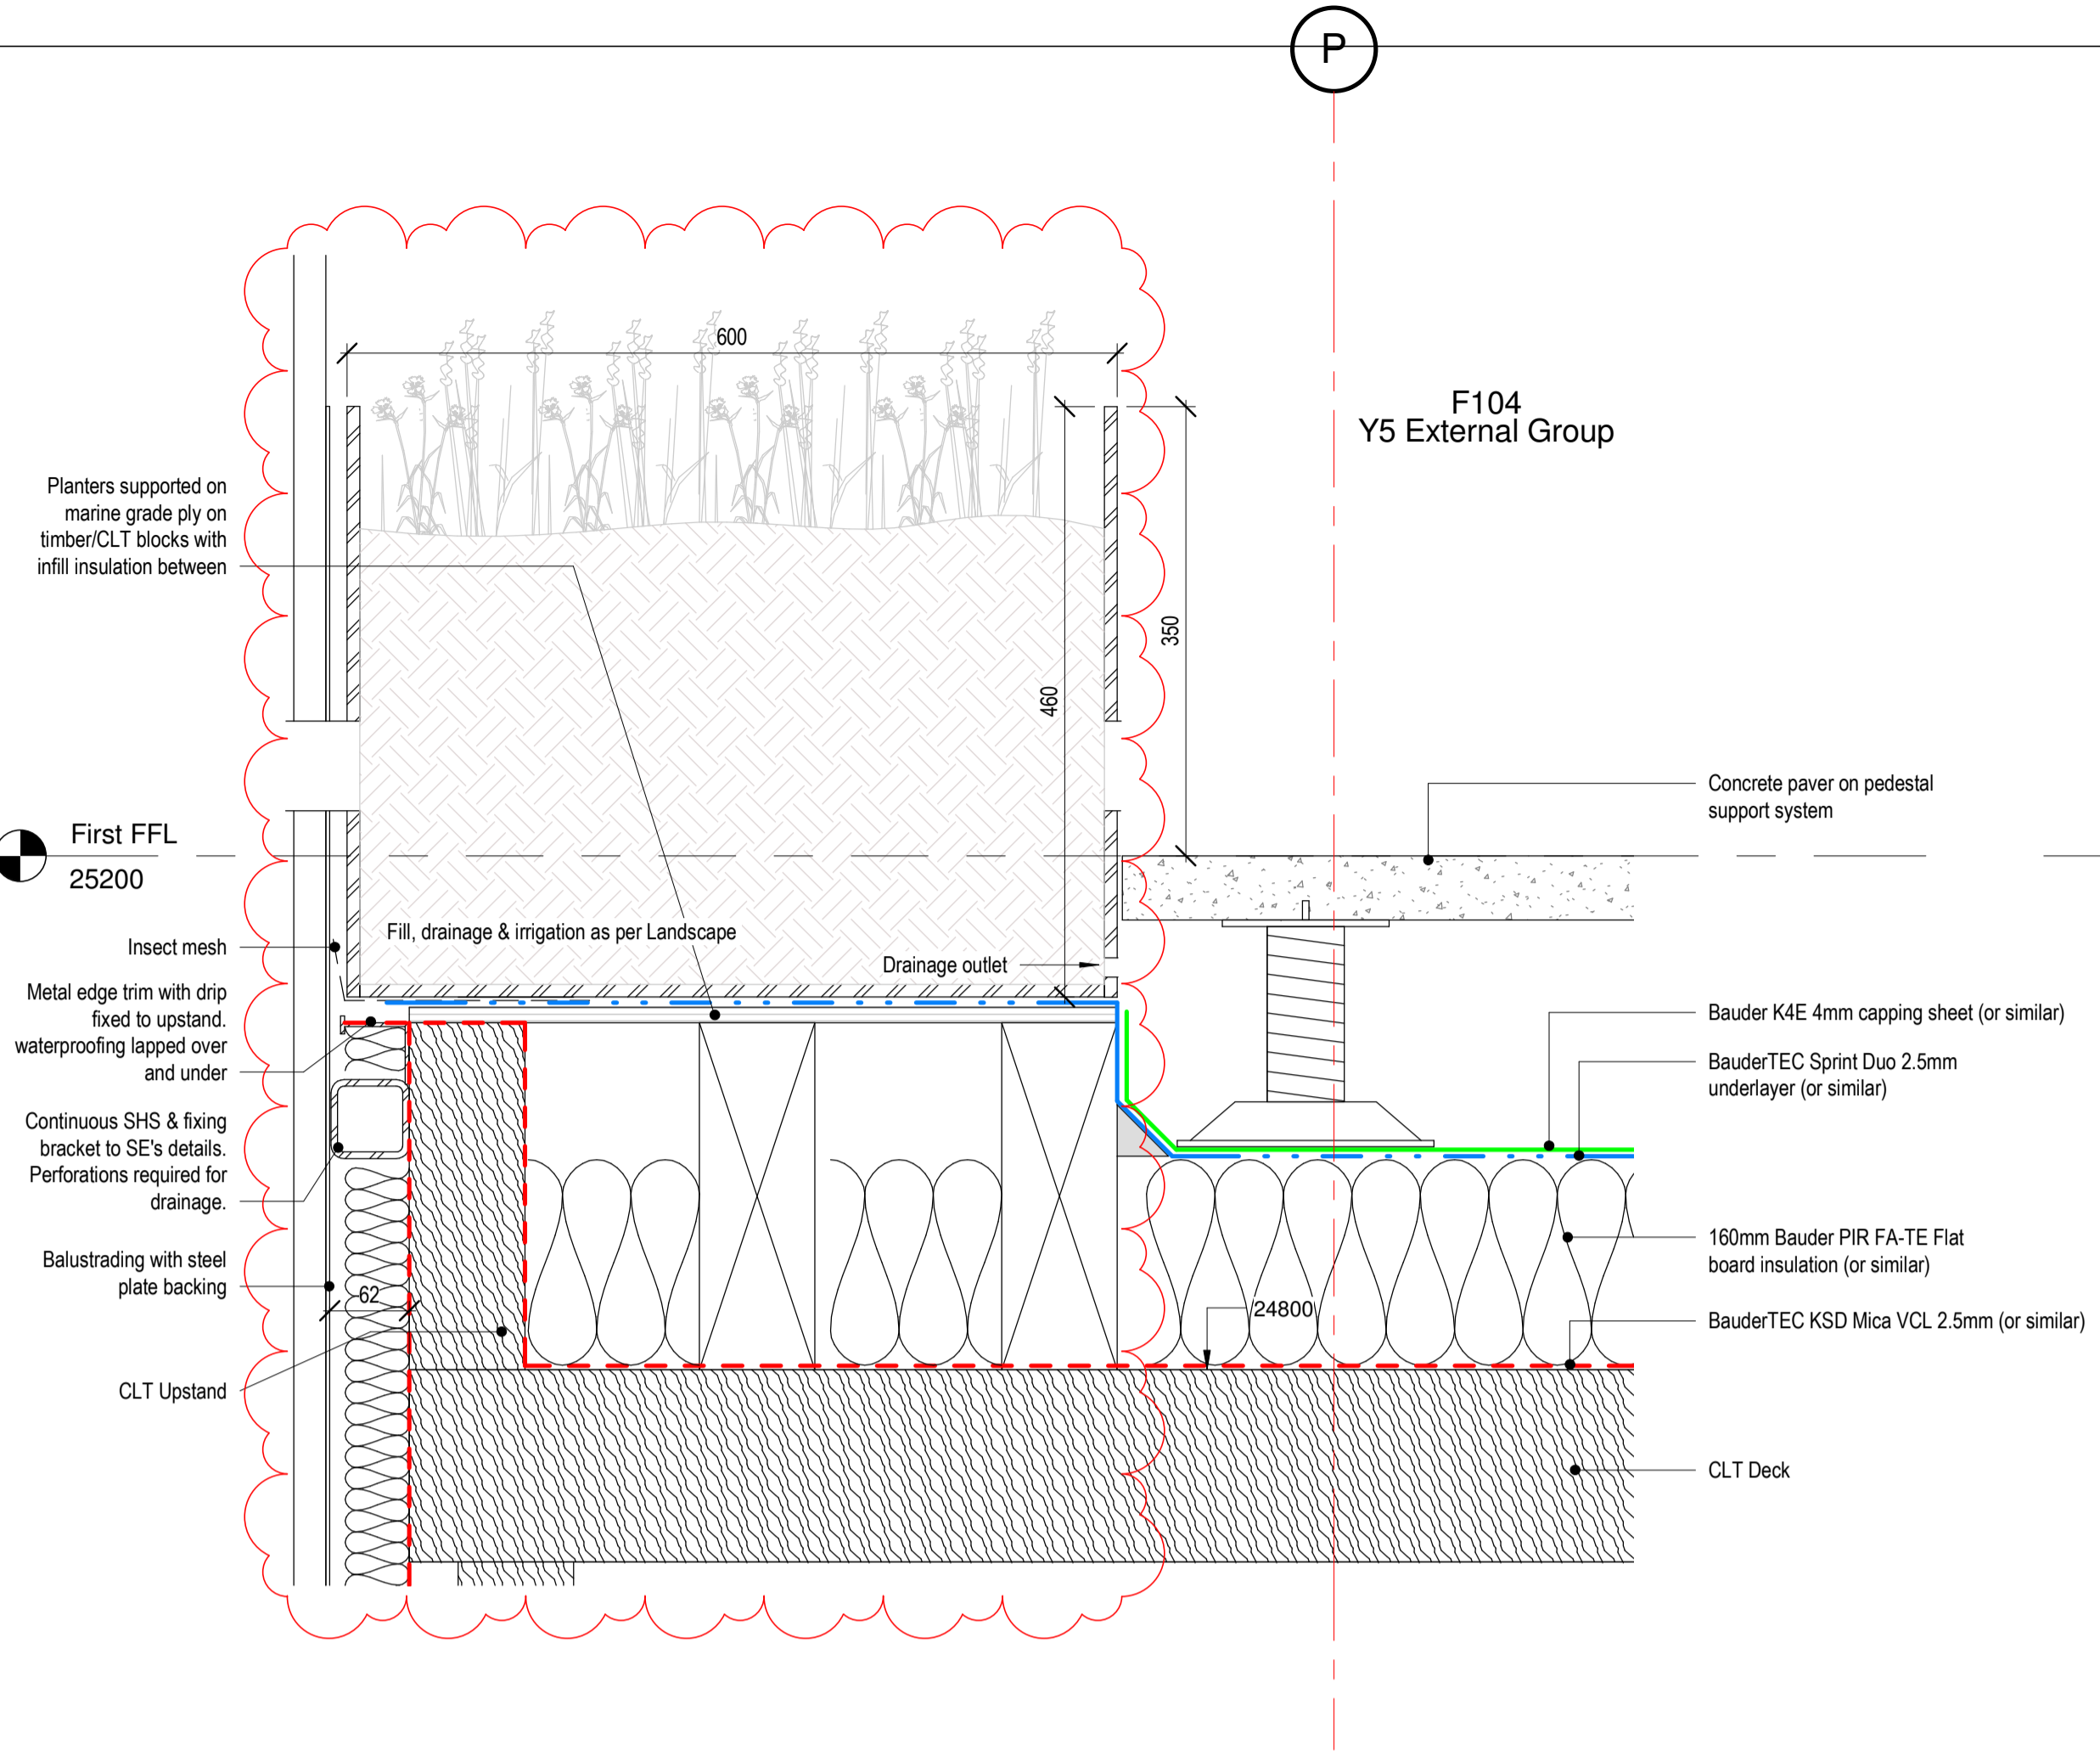 P
600
F104
Y5 External Group
Planters supported on
marine grade ply on
timber/CLT blocks with
infill insulation between
350
460
Concrete paver on pedestal
support system
First FFL
25200
Fill, drainage & irrigation as per Landscape
Insect mesh
Drainage outlet
Metal edge trim with drip
fixed to upstand.
waterproofing lapped over
and under
Bauder K4E 4mm capping sheet (or similar)
BauderTEC Sprint Duo 2.5mm
underlayer (or similar)
Continuous SHS & fixing
bracket to SE's details.
Perforations required for
drainage.
160mm Bauder PIR FA-TE Flat
board insulation (or similar)
Balustrading with steel
plate backing
62
24800
BauderTEC KSD Mica VCL 2.5mm (or similar)
CLT Upstand
CLT Deck